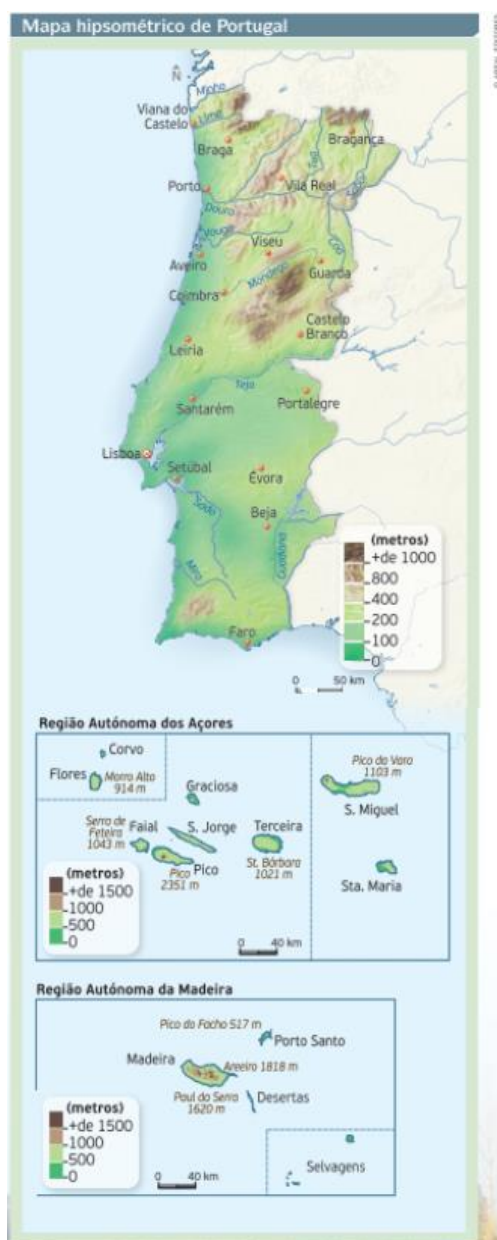 Mapa hipsométrico de Portugal
N
Minho
Viana do
Castelo
Lima
Braga
Bragança
Tua
Sabor
Porto
Vila Real
Douro
Vouga
Côa
Aveiro
Viseu
Mondego
Guarda
Coimbra
Castelo
Branco
Leiria
Tejo
Santarém
Portalegre
Lisboa
Setúbal
Évora
Sado
Beja
Guadiana
Mira
Faro
(metros)
+de 1000
800
400
200
100
0
0 50 km
Região Autónoma dos Açores
Corvo
Flores
Morro Alto
914 m
Graciosa
Pico da Vara
1103 m
S. Miguel
Serra de
Feteira
1043 m
Faial
S. Jorge
Terceira
Pico
2351 m
Pico
St. Bárbara
1021 m
Sta. Maria
(metros)
+de 1500
1000
500
0
0 40 km
Região Autónoma da Madeira
Pico do Facho 517 m
Porto Santo
Madeira
Areeiro 1818 m
Paul da Serra
1620 m
Desertas
(metros)
+de 1500
1000
500
0
0 40 km
Selvagens